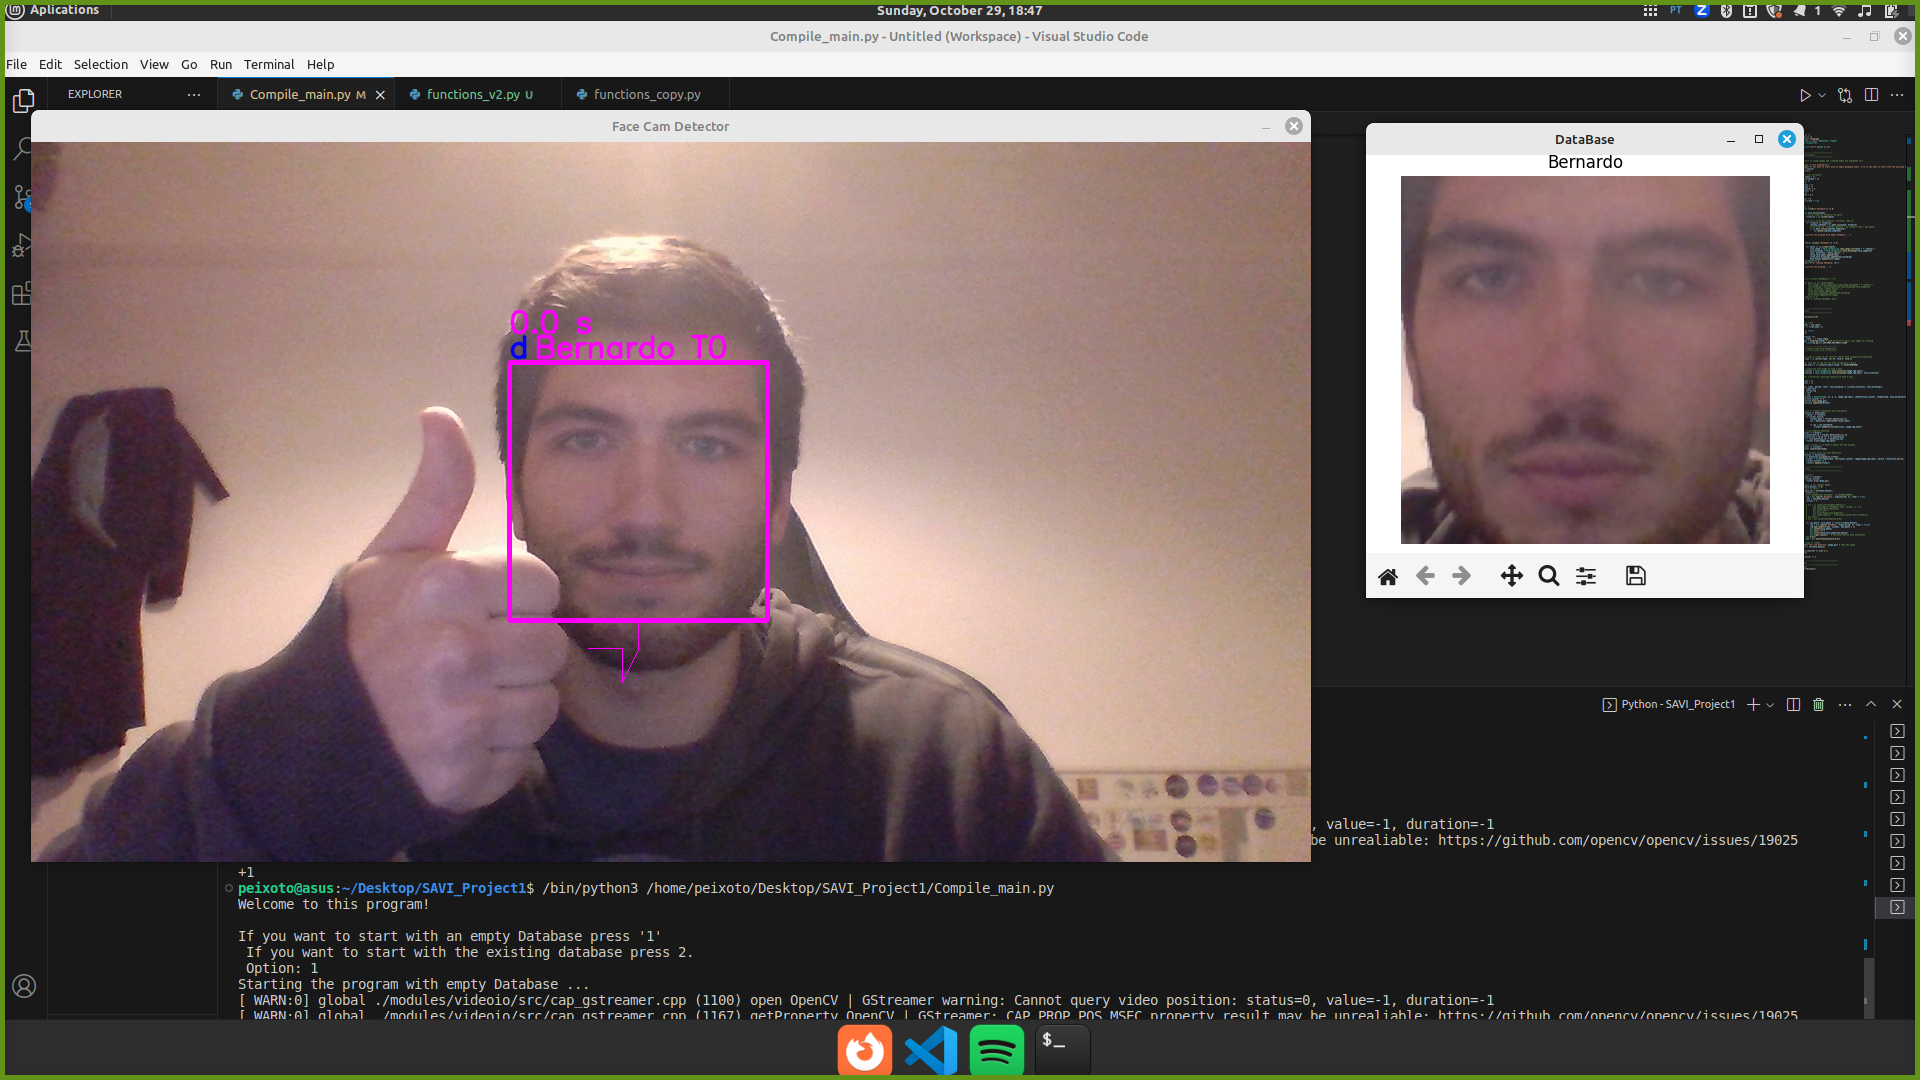 Aplications
Sunday, October 29, 18:47
PT
Z
1
Compile_main.py - Untitled (Workspace) - Visual Studio Code
File Edit Selection View Go Run Terminal Help
EXPLORER
Compile_main.py M
functions_v2.py U
functions_copy.py
Face Cam Detector
0.0 s
d Bernardo T0
DataBase
Bernardo
Python - SAVI_Project1
, value=-1, duration=-1
be unrealiable: https://github.com/opencv/opencv/issues/19025
+1
peixoto@asus:~/Desktop/SAVI_Project1$ /bin/python3 /home/peixoto/Desktop/SAVI_Project1/Compile_main.py
Welcome to this program!
If you want to start with an empty Database press '1'
If you want to start with the existing database press 2.
Option: 1
Starting the program with empty Database ...
[ WARN:0] global ./modules/videoio/src/cap_gstreamer.cpp (1100) open OpenCV | GStreamer warning: Cannot query video position: status=0, value=-1, duration=-1
[ WARN:0] global ./modules/videoio/src/cap_gstreamer.cpp (1167) getProperty OpenCV | GStreamer: CAP_PROP_POS_MSEC property result may be unrealiable: https://github.com/opencv/opencv/issues/19025
$_